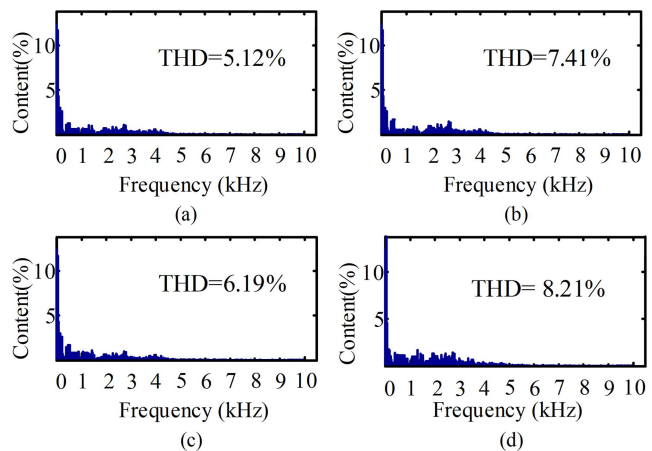 10
5
Content(%)
THD=5.12%
0 1 2 3 4 5 6 7 8 9 10
Frequency (kHz)
(a)
10
5
Content(%)
THD=7.41%
0 1 2 3 4 5 6 7 8 9 10
Frequency (kHz)
(b)
10
5
Content(%)
THD=6.19%
0 1 2 3 4 5 6 7 8 9 10
Frequency (kHz)
(c)
10
5
Content(%)
THD= 8.21%
0 1 2 3 4 5 6 7 8 9 10
Frequency (kHz)
(d)